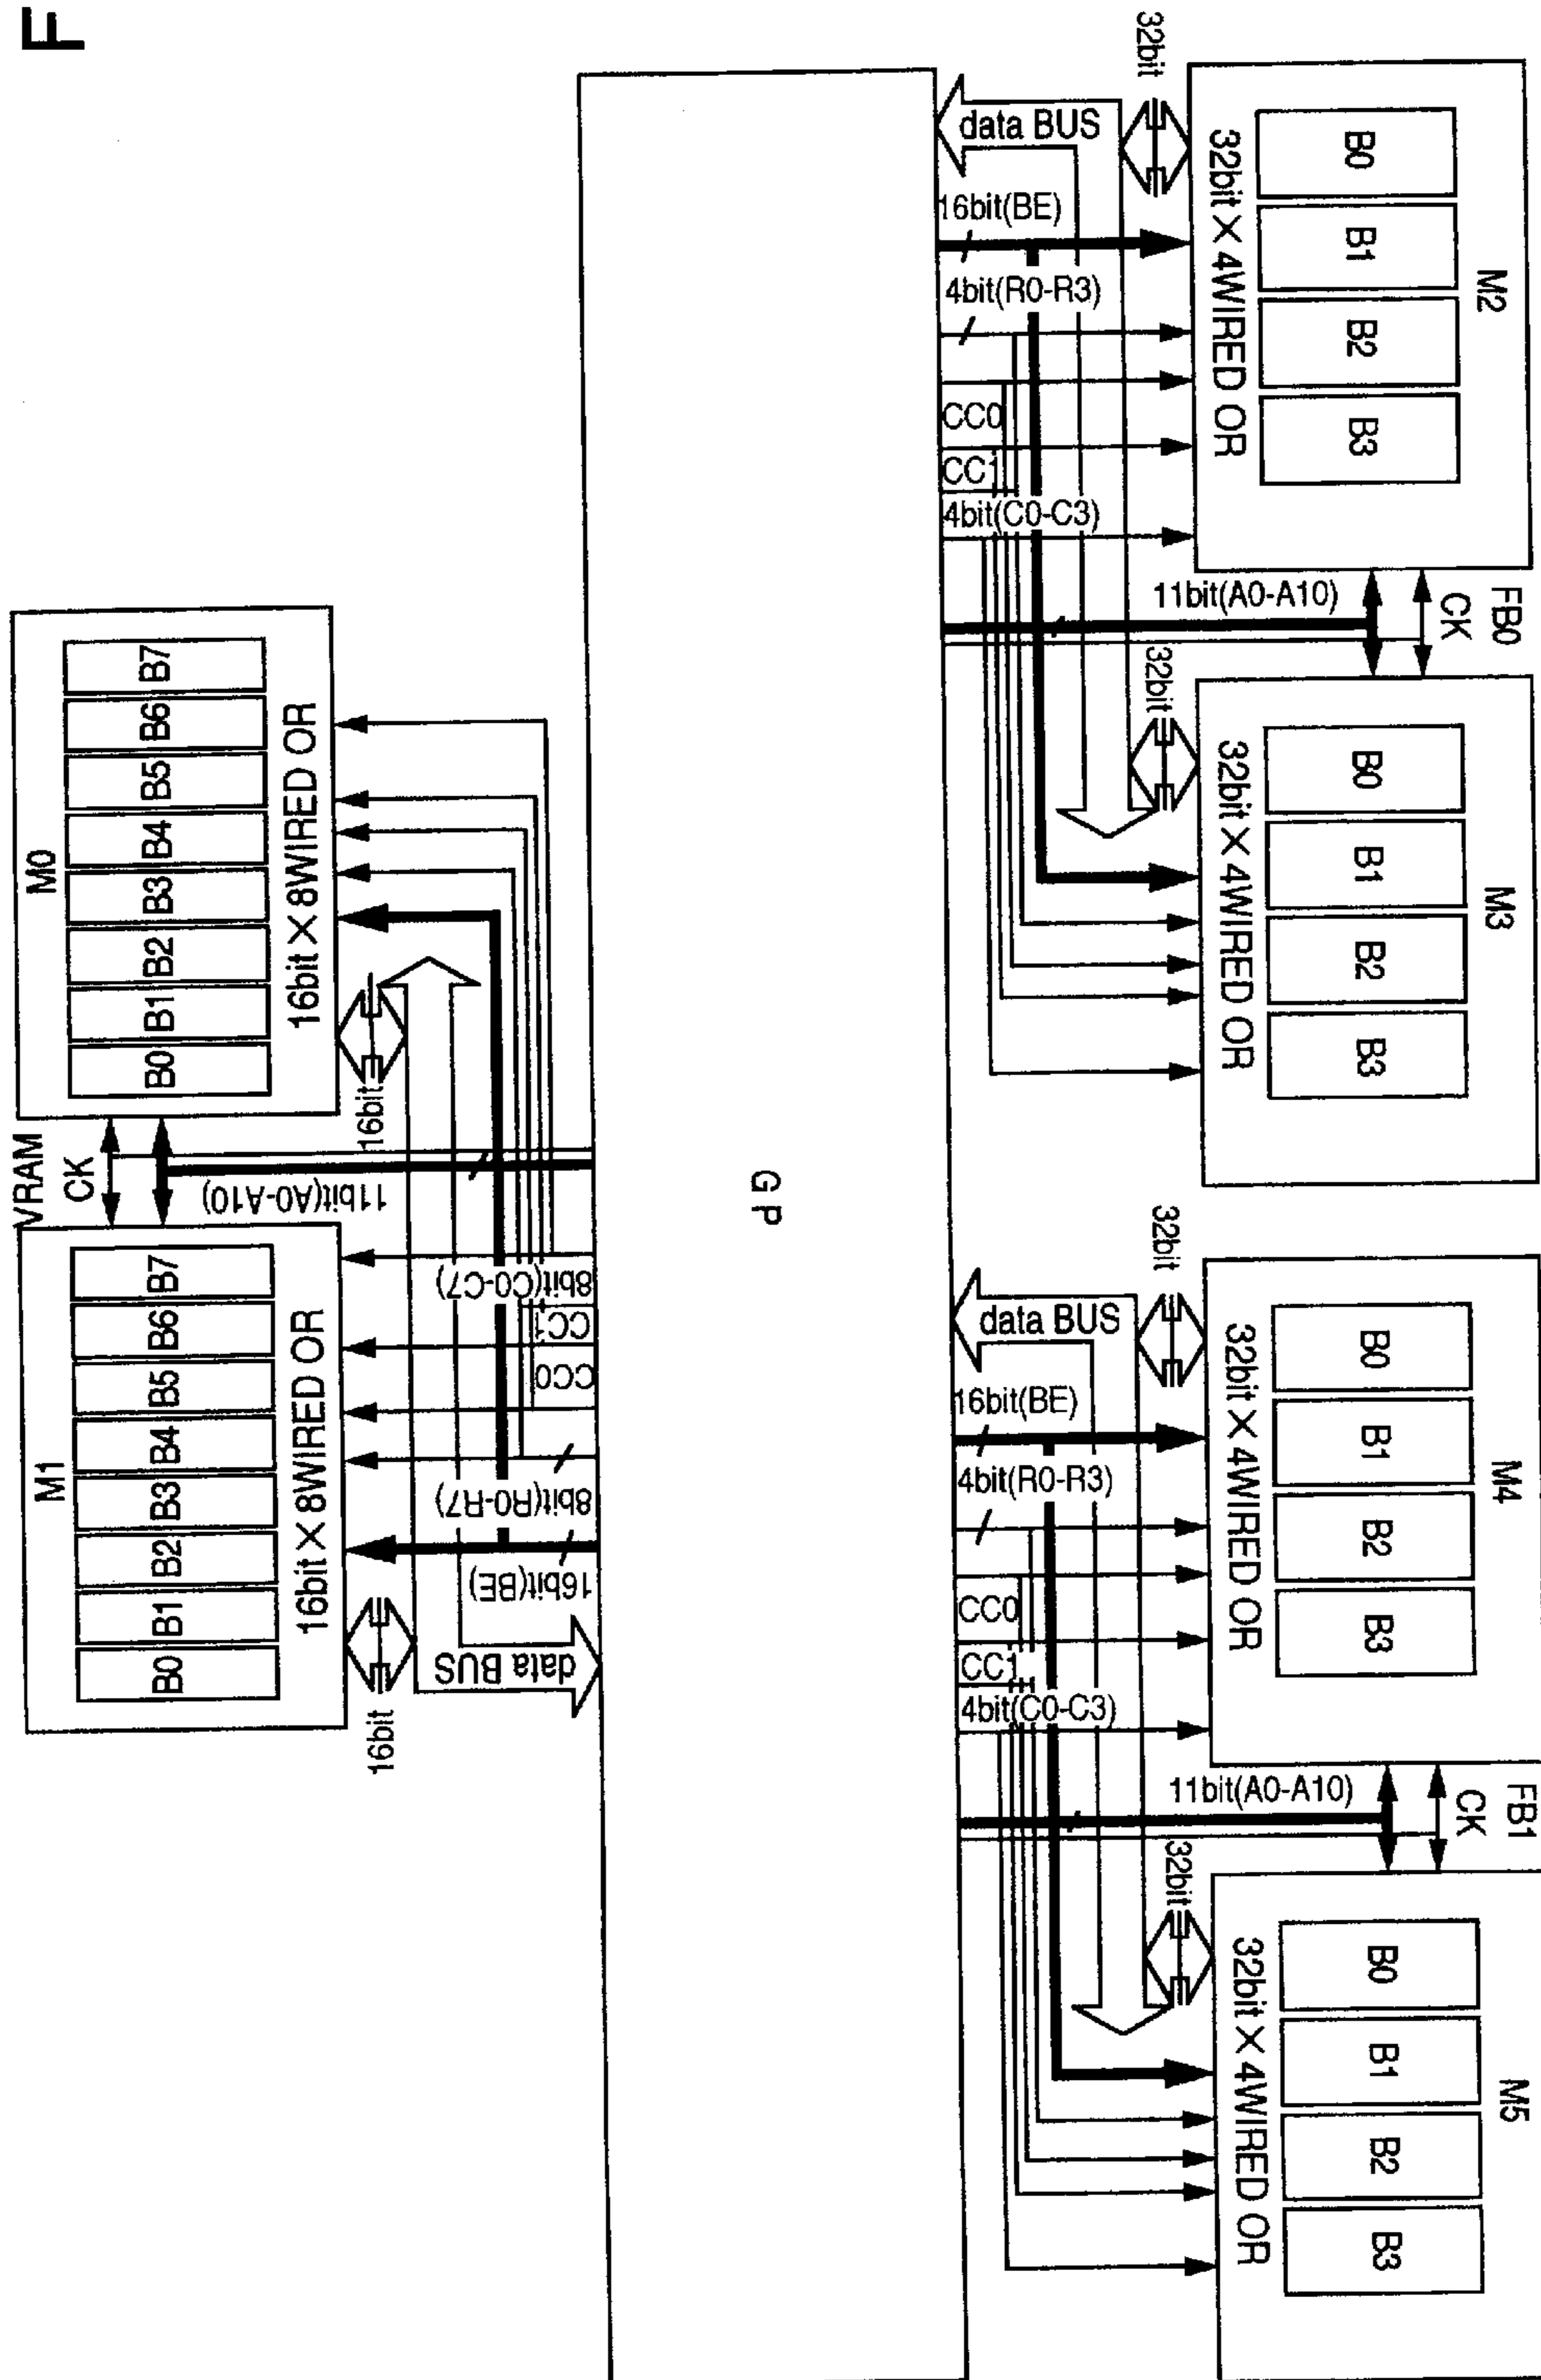 F
32bit
data BUS
16bit(BE)
4bit(R0-R3)
CC0
CC1
4bit(C0-C3)
32bit×4WIRED OR
B0
B1
B2
B3
M2
11bit(A0-A10)
CK
FB0
32bit
32bit×4WIRED OR
B0
B1
B2
B3
M3
M0
B7
B6
B5
B4
B3
B2
B1
B0
16bit×8WIRED OR
16bit
VRAM
CK
11bit(A0-A10)
GP
M1
B7
B6
B5
B4
B3
B2
B1
B0
16bit×8WIRED OR
8bit(C0-C7)
CC1
CC0
8bit(R0-R7)
16bit(BE)
data BUS
16bit
32bit
data BUS
16bit(BE)
4bit(R0-R3)
CC0
CC1
4bit(C0-C3)
32bit×4WIRED OR
B0
B1
B2
B3
M4
11bit(A0-A10)
CK
FB1
32bit
32bit×4WIRED OR
B0
B1
B2
B3
M5